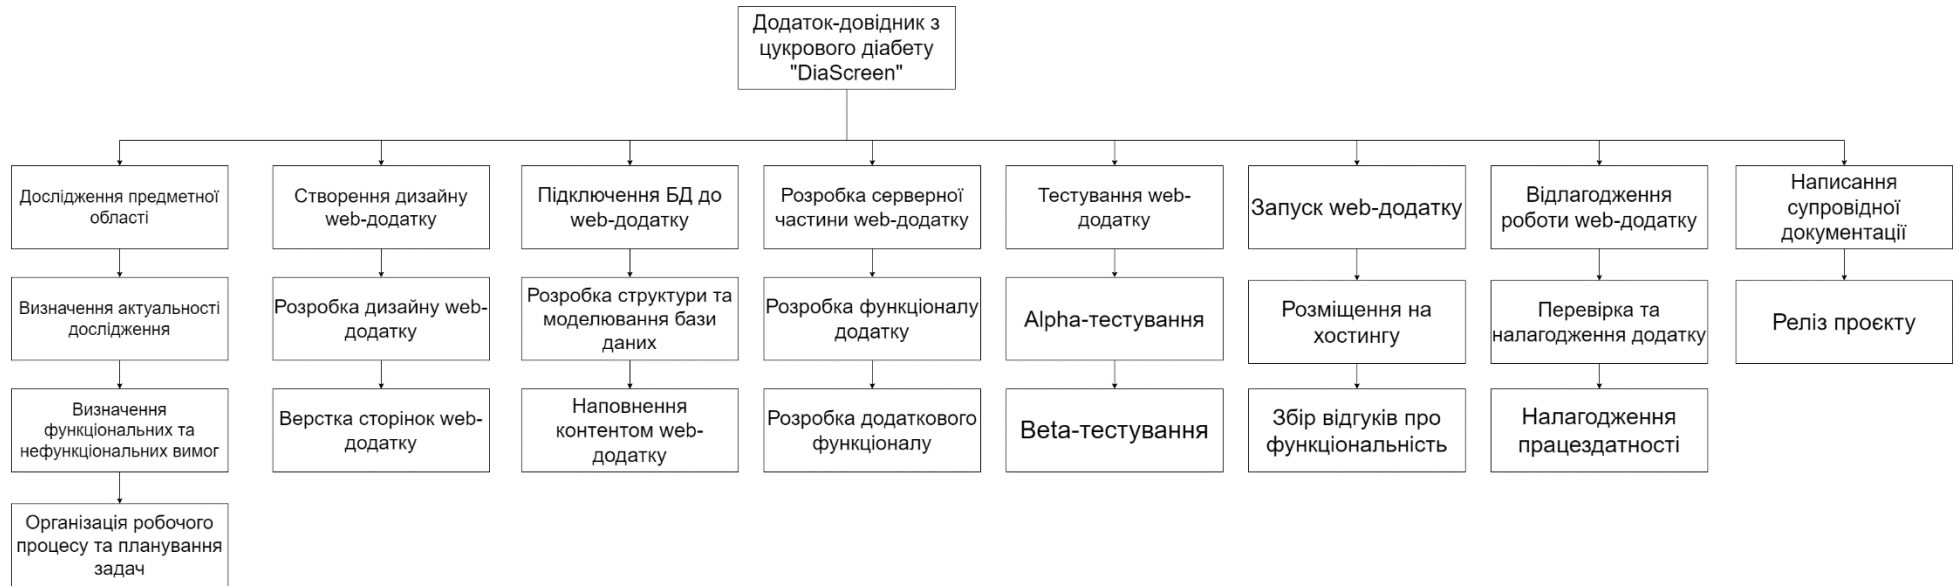 Додаток-довідник з
цукрового діабету
"DiaScreen"
Дослідження предметної
області
Створення дизайну
web-додатку
Підключення БД до
web-додатку
Розробка серверної
частини web-додатку
Тестування web-
додатку
Запуск web-додатку
Відлагодження
роботи web-додатку
Написання
супровідної
документації
Визначення актуальності
дослідження
Розробка дизайну web-
додатку
Розробка структури та
моделювання бази
даних
Розробка функціоналу
додатку
Alpha-тестування
Розміщення на
хостингу
Перевірка та
налагодження додатку
Реліз проєкту
Визначення
функціональних та
нефункціональних вимог
Верстка сторінок web-
додатку
Наповнення
контентом web-
додатку
Розробка додаткового
функціоналу
Beta-тестування
Збір відгуків про
функціональність
Налагодження
працездатності
Організація робочого
процесу та планування
задач